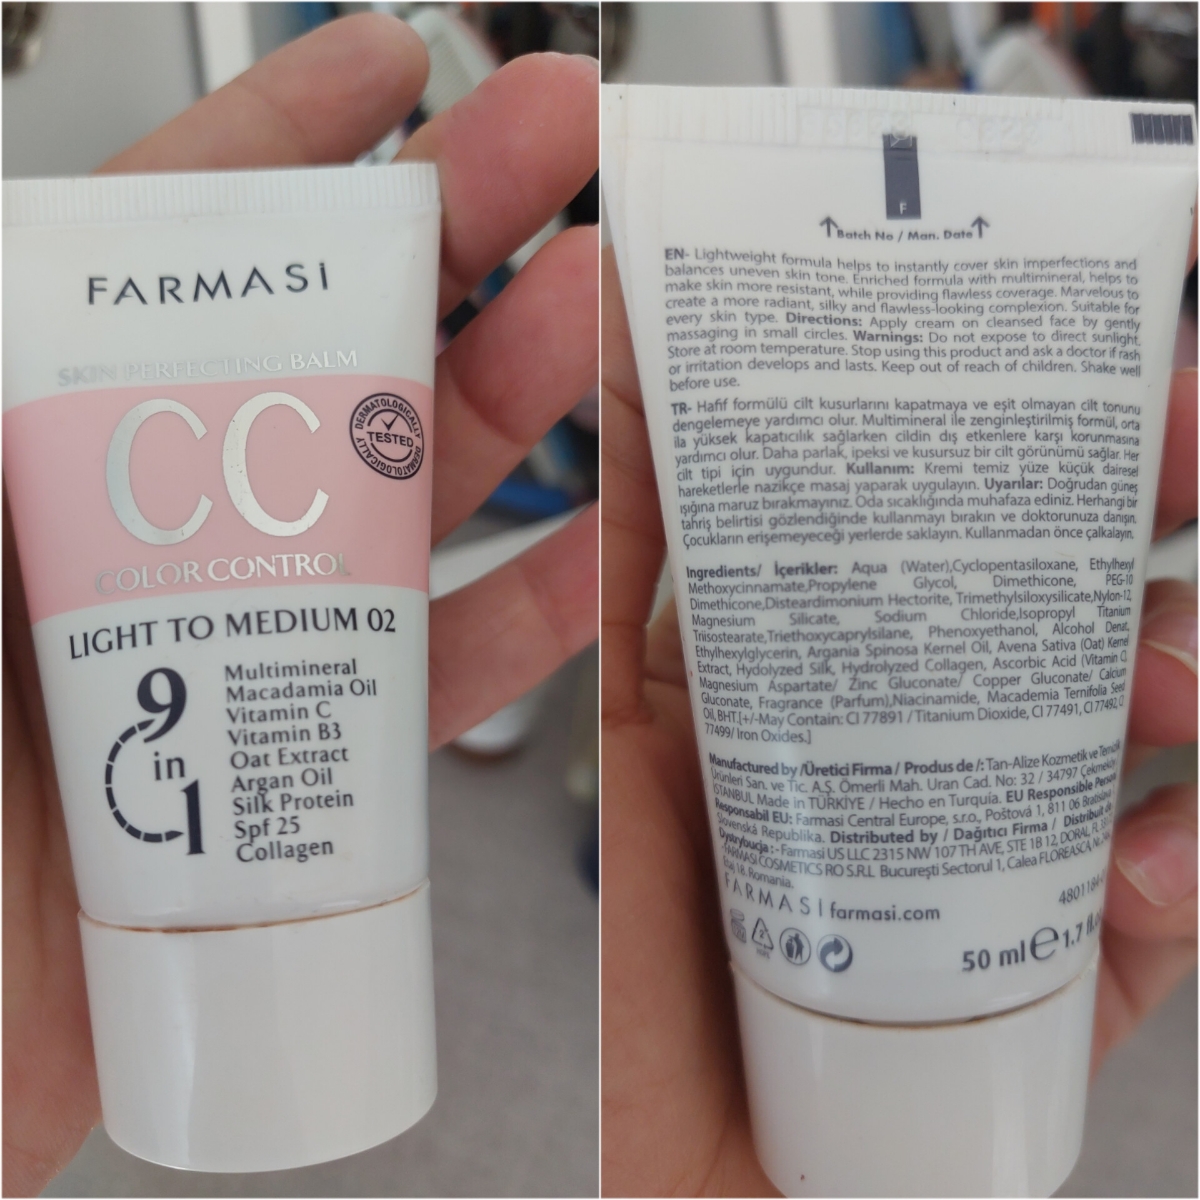 FARMASİ
SKIN PERFECTING BALM
CC
DERMATOLOGICALLY
TESTED
DERMATOLOGICALLY
COLOR CONTROL
LIGHT TO MEDIUM 02
9
in
1
Multimineral
Macadamia Oil
Vitamin C
Vitamin B3
Oat Extract
Argan Oil
Silk Protein
Spf 25
Collagen
F
Batch No / Man. Date
EN- Lightweight formula helps to instantly cover skin imperfections and
balances uneven skin tone. Enriched formula with multimineral, helps to
make skin more resistant, while providing flawless coverage. Marvelous to
create a more radiant, silky and flawless-looking complexion. Suitable for
every skin type. Directions: Apply cream on cleansed face by gently
massaging in small circles. Warnings: Do not expose to direct sunlight.
Store at room temperature. Stop using this product and ask a doctor if rash
or irritation develops and lasts. Keep out of reach of children. Shake well
before use.
TR- Hafif formülü cilt kusurlarını kapatmaya ve eşit olmayan cilt tonunu
dengelemeye yardımcı olur. Multimineral ile zenginleştirilmiş formül, orta
ila yüksek kapatıcılık sağlarken cildin dış etkenlere karşı korunmasına
yardımcı olur. Daha parlak, ipeksi ve kusursuz bir cilt görünümü sağlar. Her
cilt tipi için uygundur. Kullanım: Kremi temiz yüze küçük dairesel
hareketlerle nazikçe masaj yaparak uygulayın. Uyarılar: Doğrudan güneş
ışığına maruz bırakmayınız. Oda sıcaklığında muhafaza ediniz. Herhangi bir
tahriş belirtisi gözlendiğinde kullanmayı bırakın ve doktorunuza danışın.
Çocukların erişemeyeceği yerlerde saklayın. Kullanmadan önce çalkalayın.
Ingredients/ İçerikler: Aqua (Water),Cyclopentasiloxane, Ethylhexyl
Methoxycinnamate,Propylene Glycol, Dimethicone, PEG-10
Dimethicone,Disteardimonium Hectorite, Trimethylsiloxysilicate,Nylon-12,
Magnesium Silicate, Sodium Chloride,Isopropyl Titanium
Triisostearate,Triethoxycaprylsilane, Phenoxyethanol, Alcohol Denat,
Ethylhexylglycerin, Argania Spinosa Kernel Oil, Avena Sativa (Oat) Kernel
Extract, Hydolyzed Silk, Hydrolyzed Collagen, Ascorbic Acid (Vitamin C),
Magnesium Aspartate/ Zinc Gluconate/ Copper Gluconate/ Calcium
Gluconate, Fragrance (Parfum),Niacinamide, Macademia Ternifolia Seed
Oil, BHT.[+/-May Contain: CI 77891 / Titanium Dioxide, CI 77491, CI 77492, CI
77499/ Iron Oxides.]
Manufactured by /Üretici Firma / Produs de /: Tan-Alize Kozmetik ve Temizlik
Ürünleri San. ve Tic. A.Ş. Ömerli Mah. Uran Cad. No: 32 / 34797 Çekmeköy
İSTANBUL Made in TÜRKİYE / Hecho en Turquía. EU Responsible Person
Responsabil EU: Farmasi Central Europe, s.r.o., Poštová 1, 811 06 Bratislava
Slovenská Republika. Distributed by / Dağıtıcı Firma / Distribuit de
Dystrybucja :- Farmasi US LLC 2315 NW 107 TH AVE, STE 1B 12, DORAL, FL
-FARMASI COSMETICS RO S.R.L. Bucureşti Sectorul 1, Calea FLOREASCA,
Etaj 18. Romania.
FARMASI farmasi.com
4801184
50 ml e 1.7 fl.